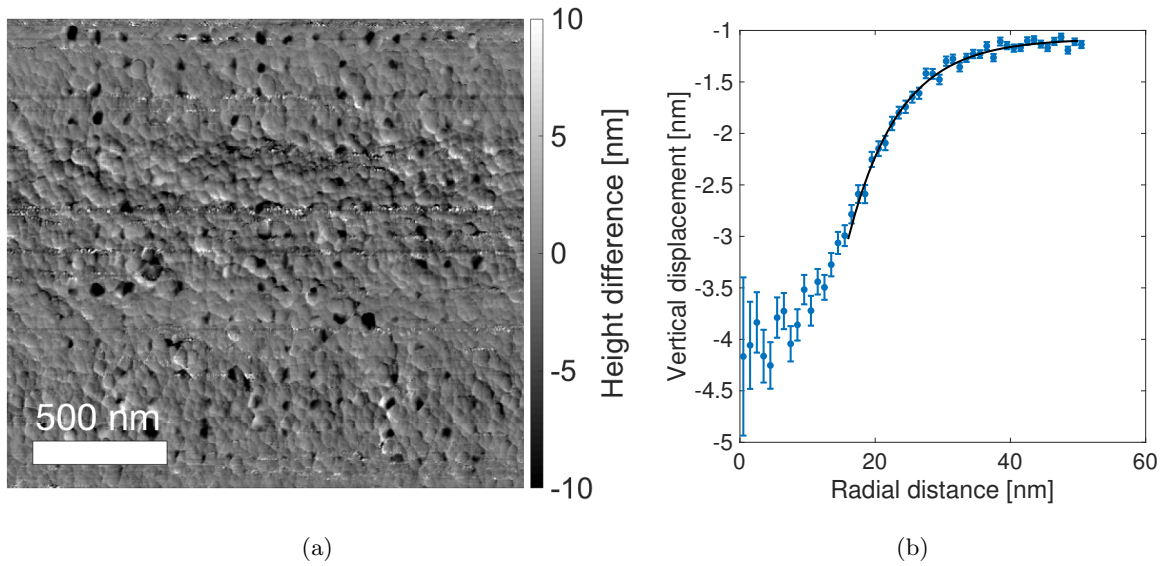 500 nm
10
5
0
-5
-10
Height difference [nm]
(a)
-1
-1.5
-2
-2.5
-3
-3.5
-4
-4.5
-5
Vertical displacement [nm]
0 20 40 60
Radial distance [nm]
(b)